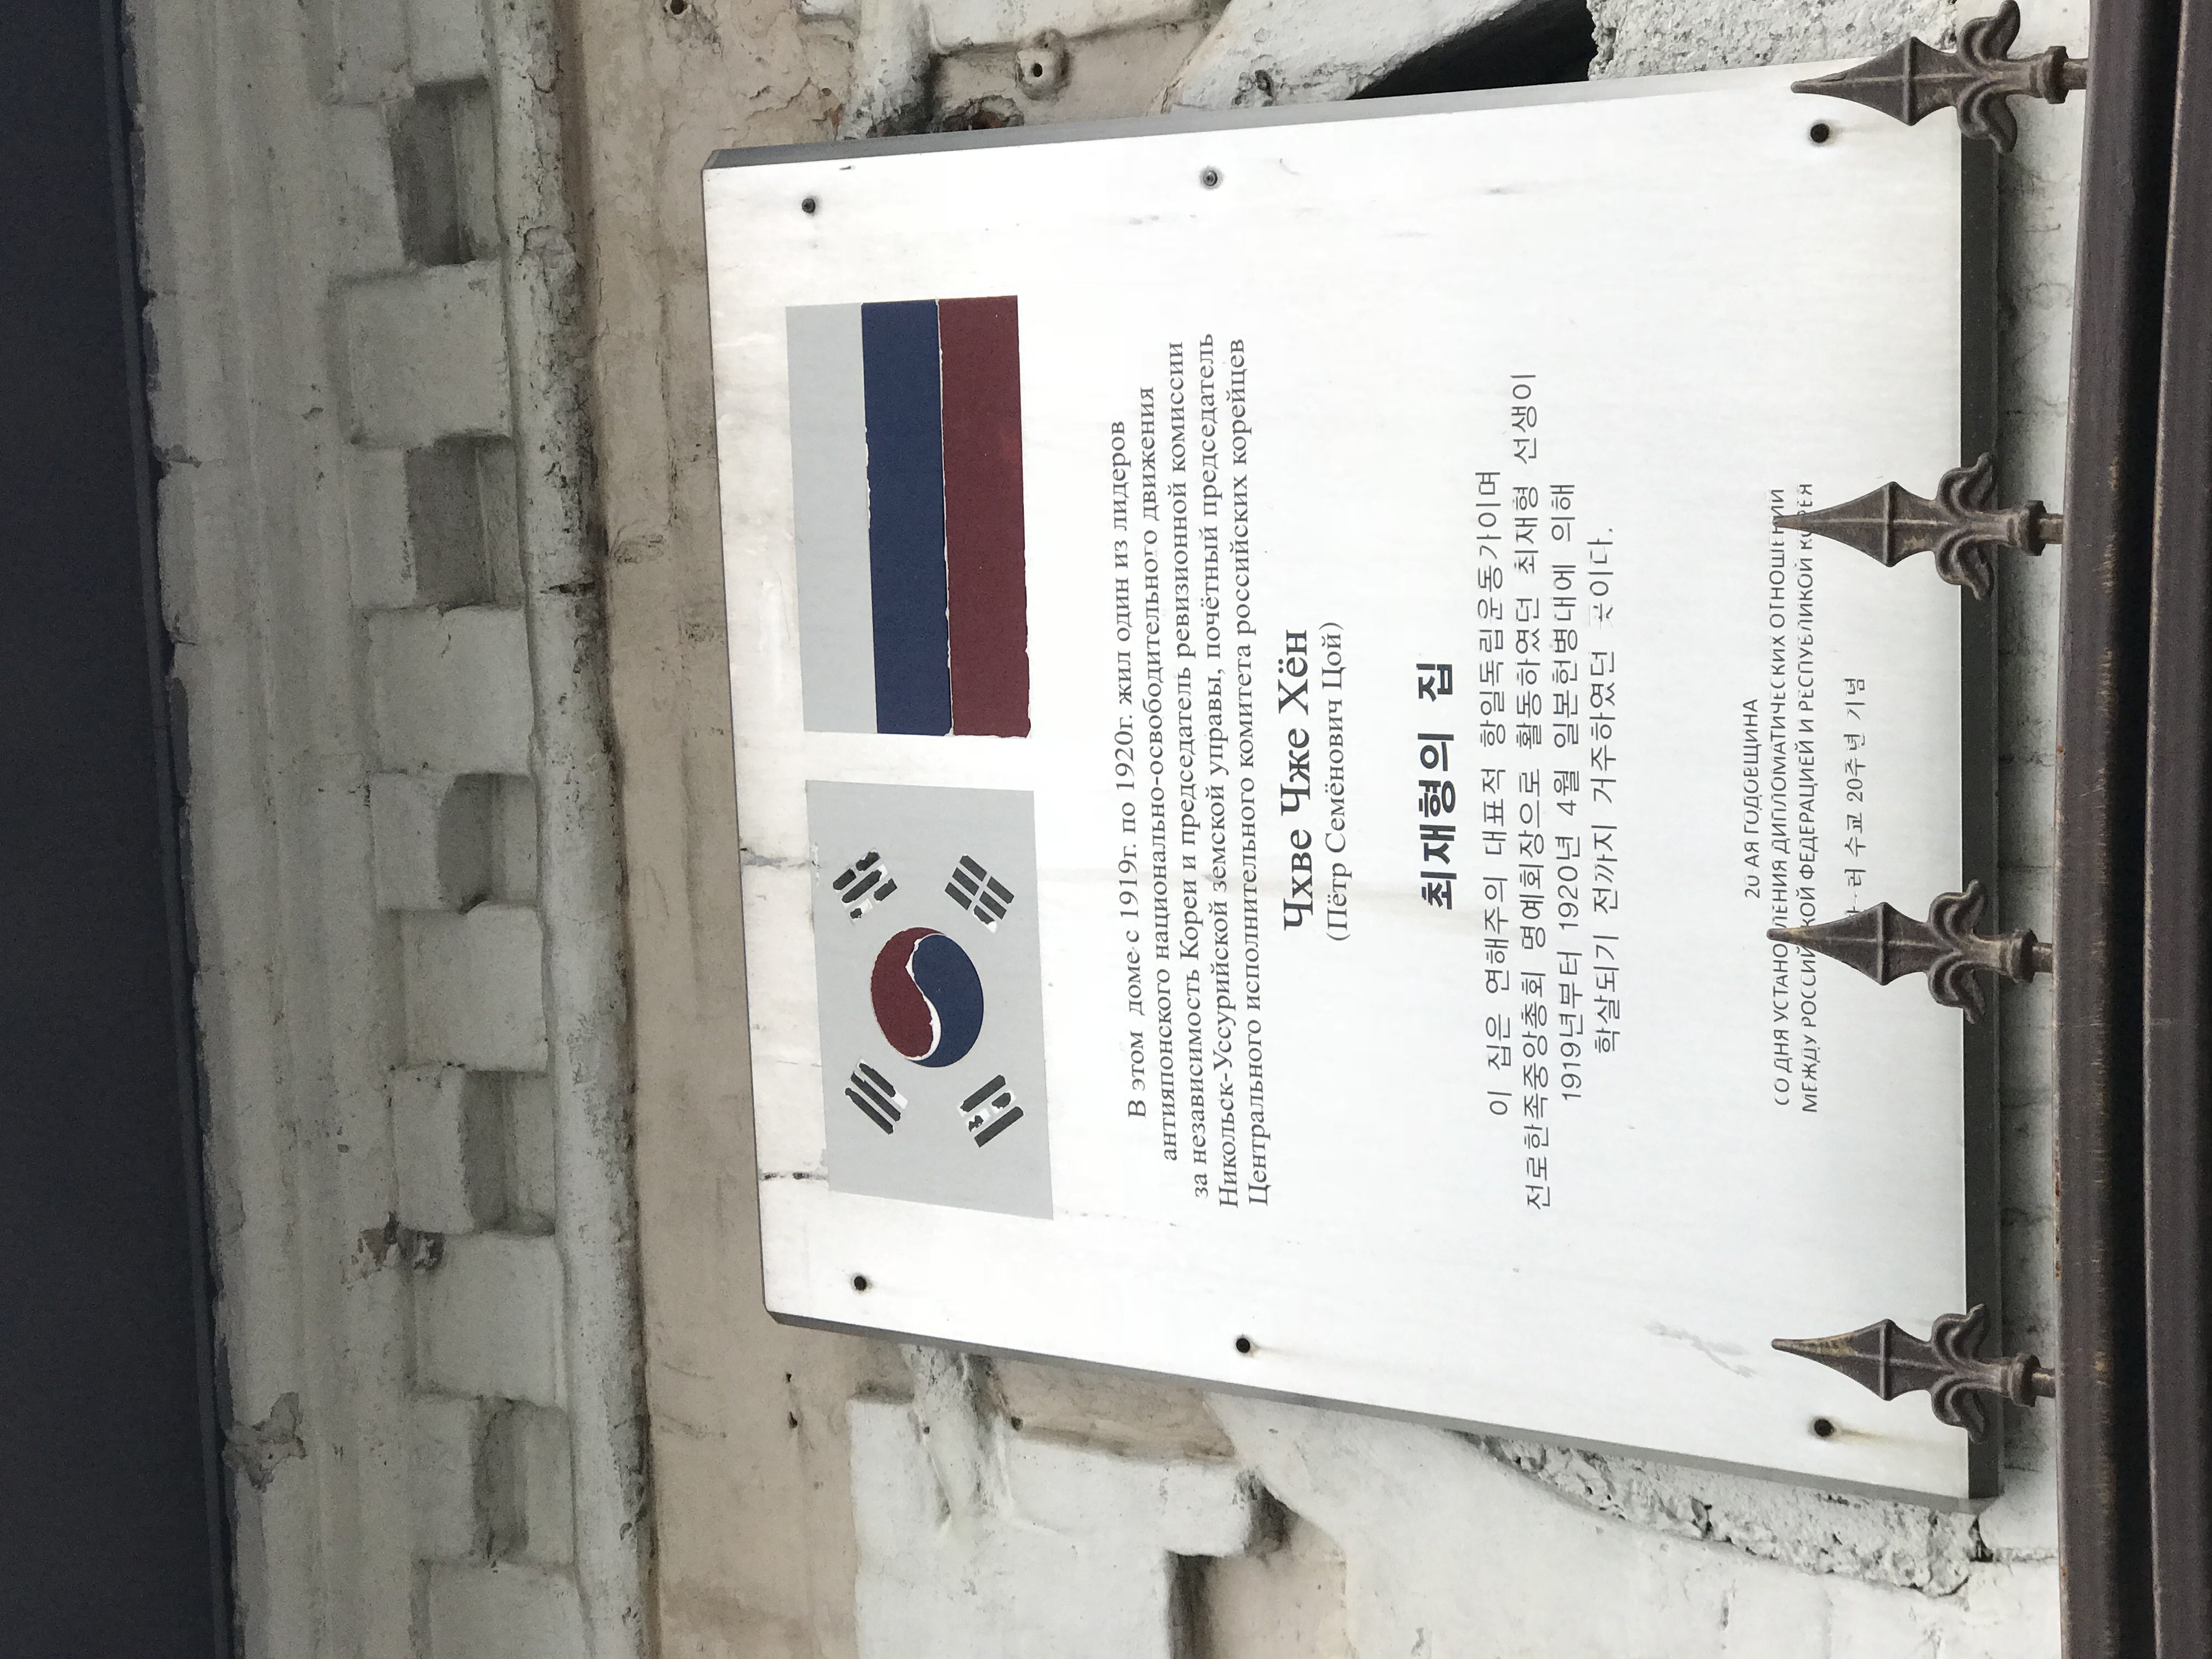 В этом доме с 1919г. по 1920г. жил один из лидеров
антияпонского национально-освободительного движения
за независимость Кореи и председатель ревизионной комиссии
Никольск-Уссурийской земской управы, почётный председатель
Центрального исполнительного комитета российских корейцев
Чхве Чже Хён
(Пётр Семёнович Цой)
최재형의 집
이 집은 연해주의 대표적 항일독립운동가이며
전로한족중앙총회 명예회장으로 활동하였던 최재형 선생이
1919년부터 1920년 4월 일본헌병대에 의해
학살되기 전까지 거주하였던 곳이다.
20-АЯ ГОДОВЩИНА
СО ДНЯ УСТАНОВЛЕНИЯ ДИПЛОМАТИЧЕСКИХ ОТНОШЕНИЙ
МЕЖДУ РОССИЙСКОЙ ФЕДЕРАЦИЕЙ И РЕСПУБЛИКОЙ КОРЕЯ
한-러 수교 20주년 기념